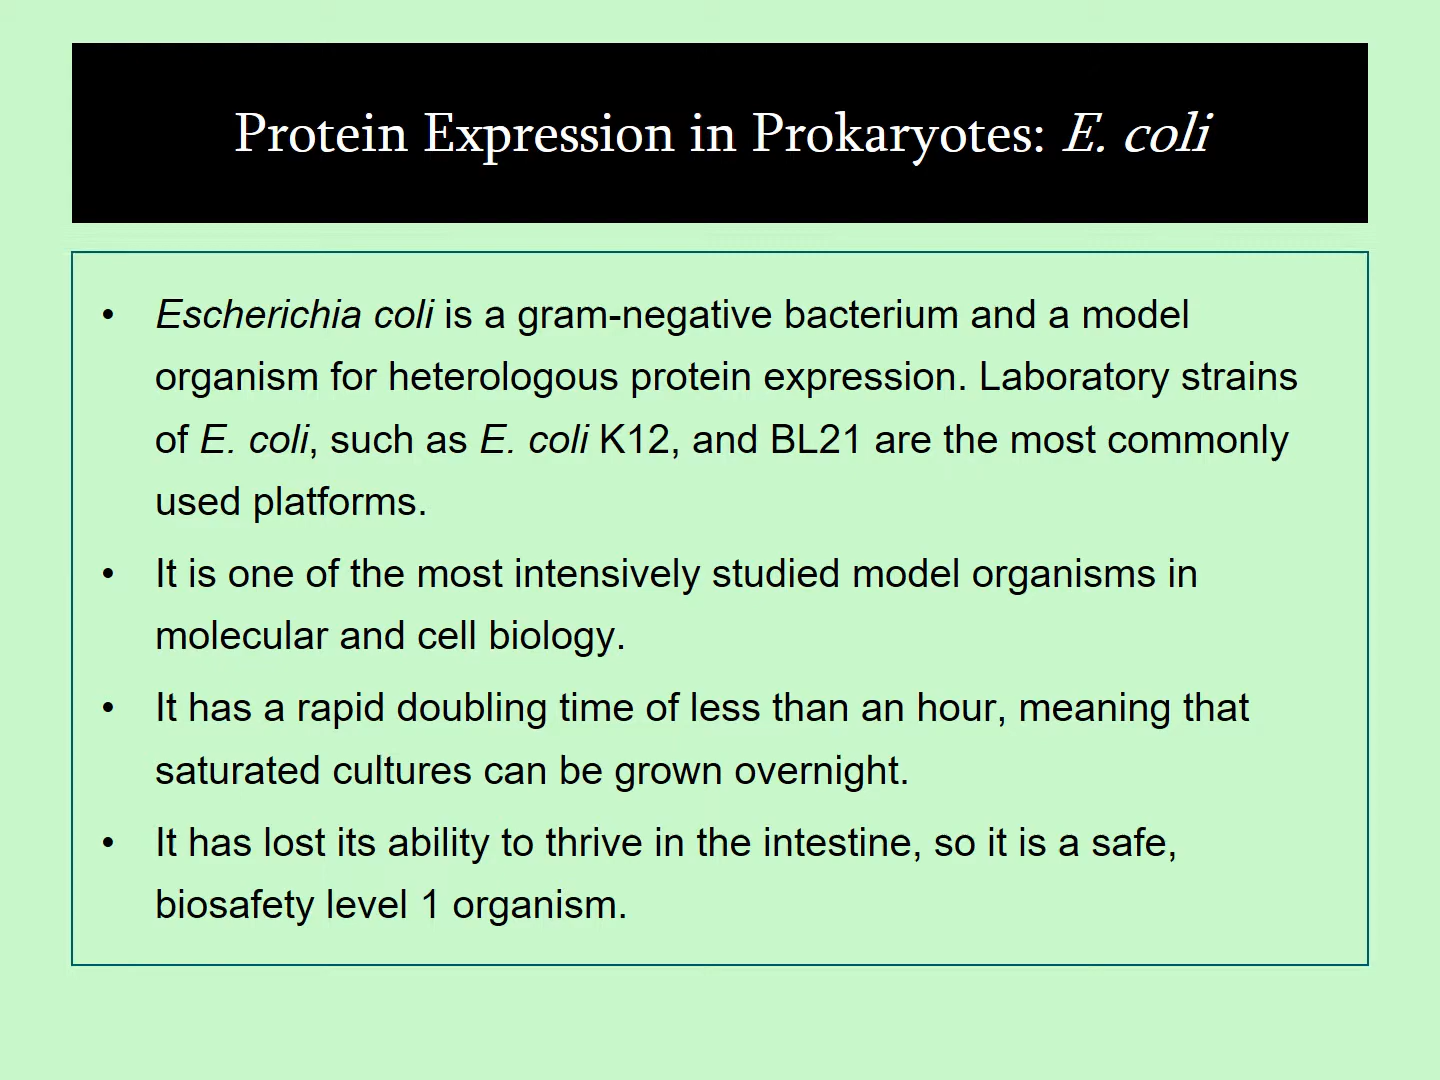 Protein Expression in Prokaryotes: E. coli
• Escherichia coli is a gram-negative bacterium and a model
organism for heterologous protein expression. Laboratory strains
of E. coli, such as E. coli K12, and BL21 are the most commonly
used platforms.
• It is one of the most intensively studied model organisms in
molecular and cell biology.
• It has a rapid doubling time of less than an hour, meaning that
saturated cultures can be grown overnight.
• It has lost its ability to thrive in the intestine, so it is a safe,
biosafety level 1 organism.